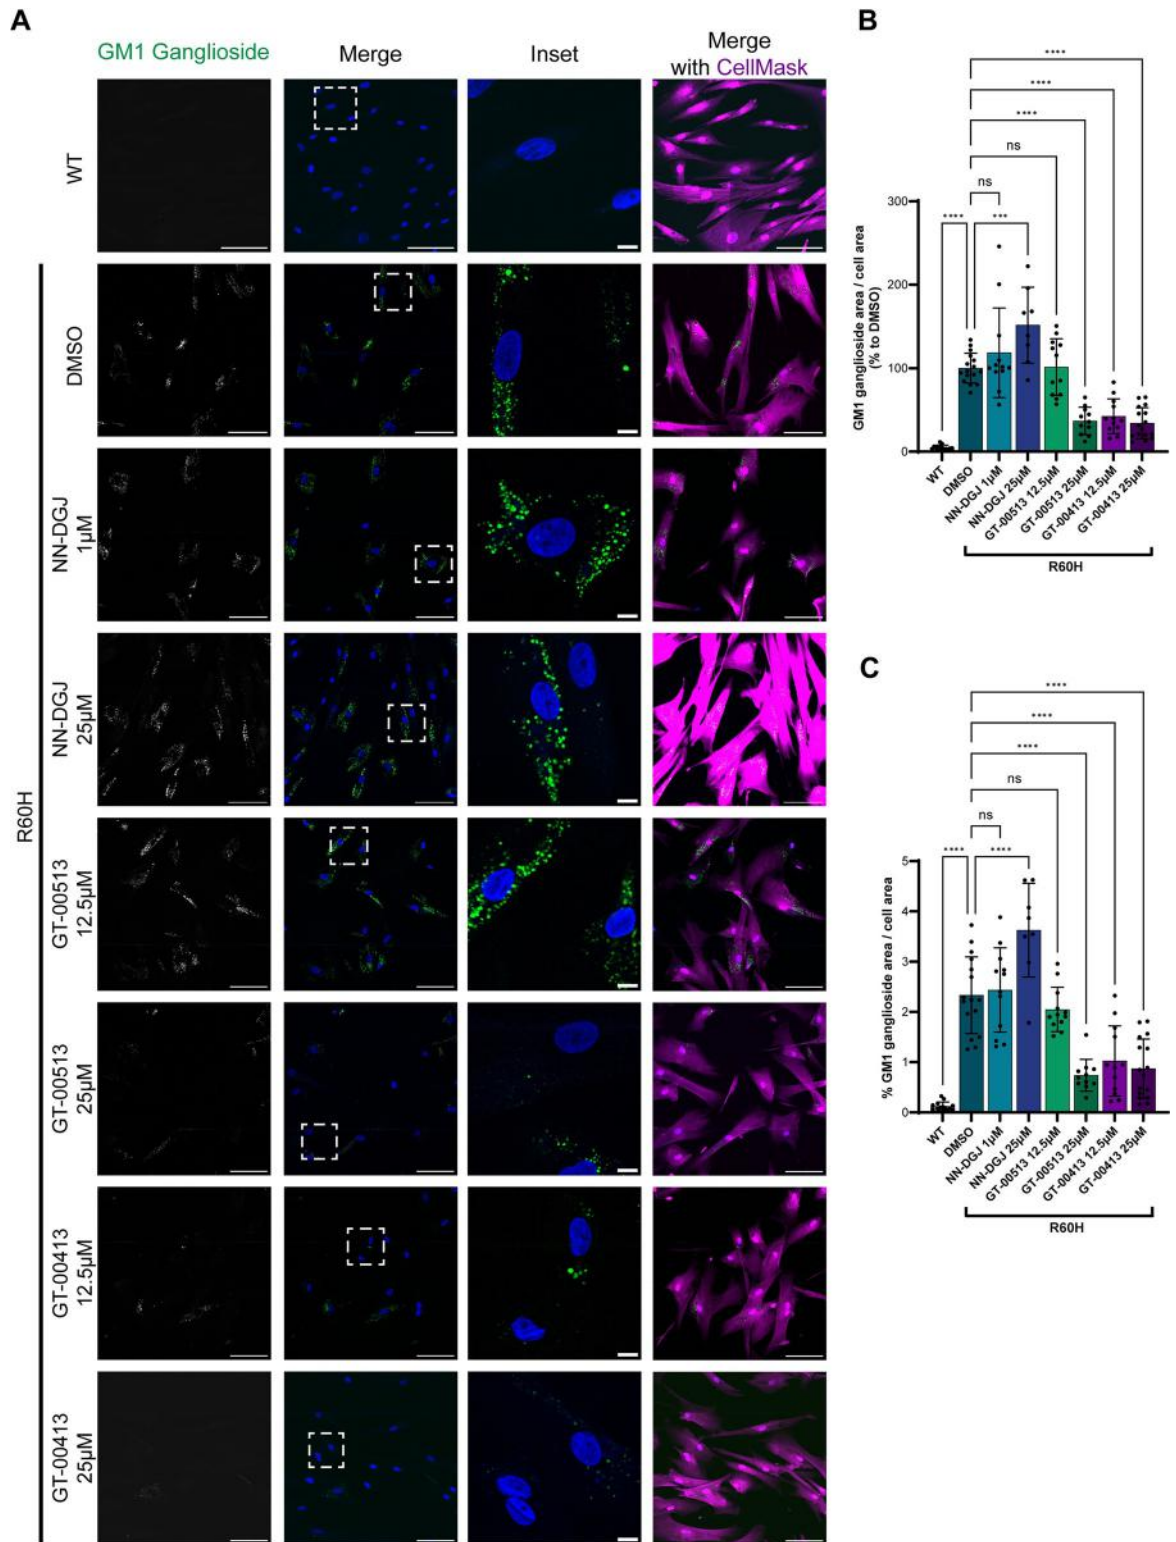 A
GM1 Ganglioside
Merge
Inset
Merge
with CellMask
WT
R60H
DMSO
NN-DGJ
1µM
NN-DGJ
25µM
GT-00513
12.5µM
GT-00513
25µM
GT-00413
12.5µM
GT-00413
25µM
B
****
****
****
ns
ns
****
***
GM1 ganglioside area / cell area
(% to DMSO)
300
200
100
0
WT
DMSO
NN-DGJ 1µM
NN-DGJ 25µM
GT-00513 12.5µM
GT-00513 25µM
GT-00413 12.5µM
GT-00413 25µM
R60H
C
****
****
****
ns
ns
****
****
% GM1 ganglioside area / cell area
5
4
3
2
1
0
WT
DMSO
NN-DGJ 1µM
NN-DGJ 25µM
GT-00513 12.5µM
GT-00513 25µM
GT-00413 12.5µM
GT-00413 25µM
R60H